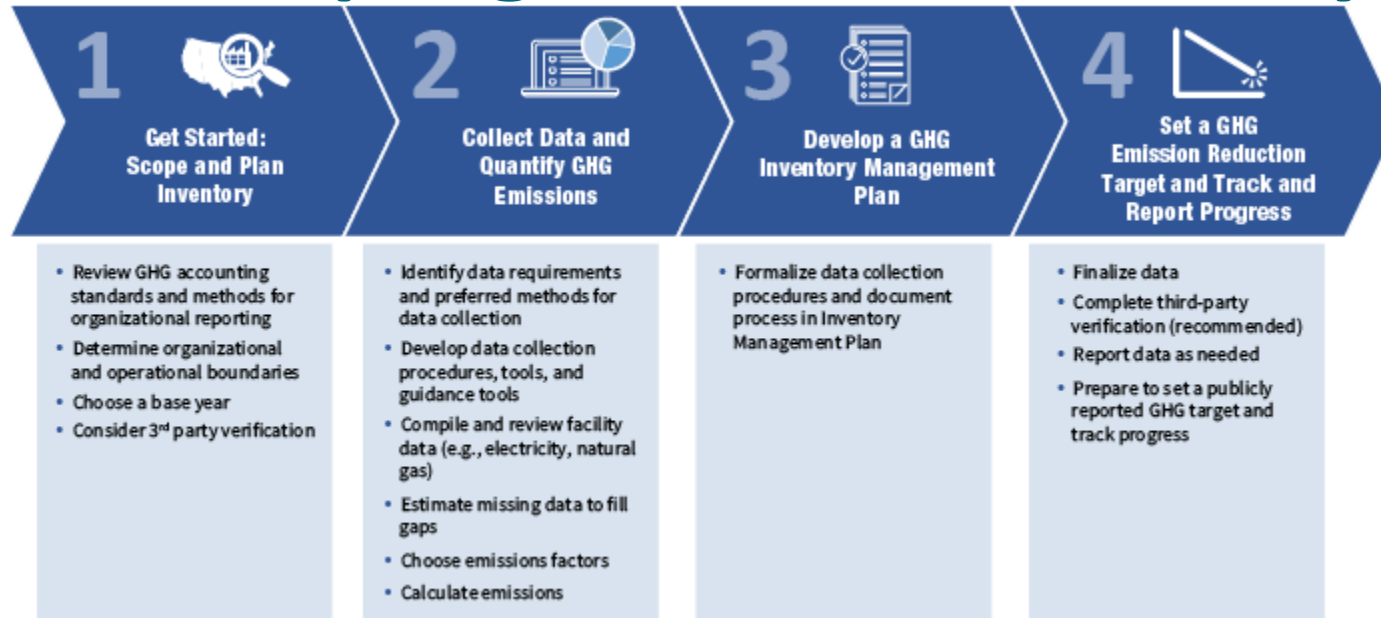 1
Get Started:
Scope and Plan
Inventory
• Review GHG accounting
standards and methods for
organizational reporting
• Determine organizational
and operational boundaries
• Choose a base year
• Consider 3rd party verification
2
Collect Data and
Quantify GHG
Emissions
• Identify data requirements
and preferred methods for
data collection
• Develop data collection
procedures, tools, and
guidance tools
• Compile and review facility
data (e.g., electricity, natural
gas)
• Estimate missing data to fill
gaps
• Choose emissions factors
• Calculate emissions
3
Develop a GHG
Inventory Management
Plan
• Formalize data collection
procedures and document
process in Inventory
Management Plan
4
Set a GHG
Emission Reduction
Target and Track and
Report Progress
• Finalize data
• Complete third-party
verification (recommended)
• Report data as needed
• Prepare to set a publicly
reported GHG target and
track progress